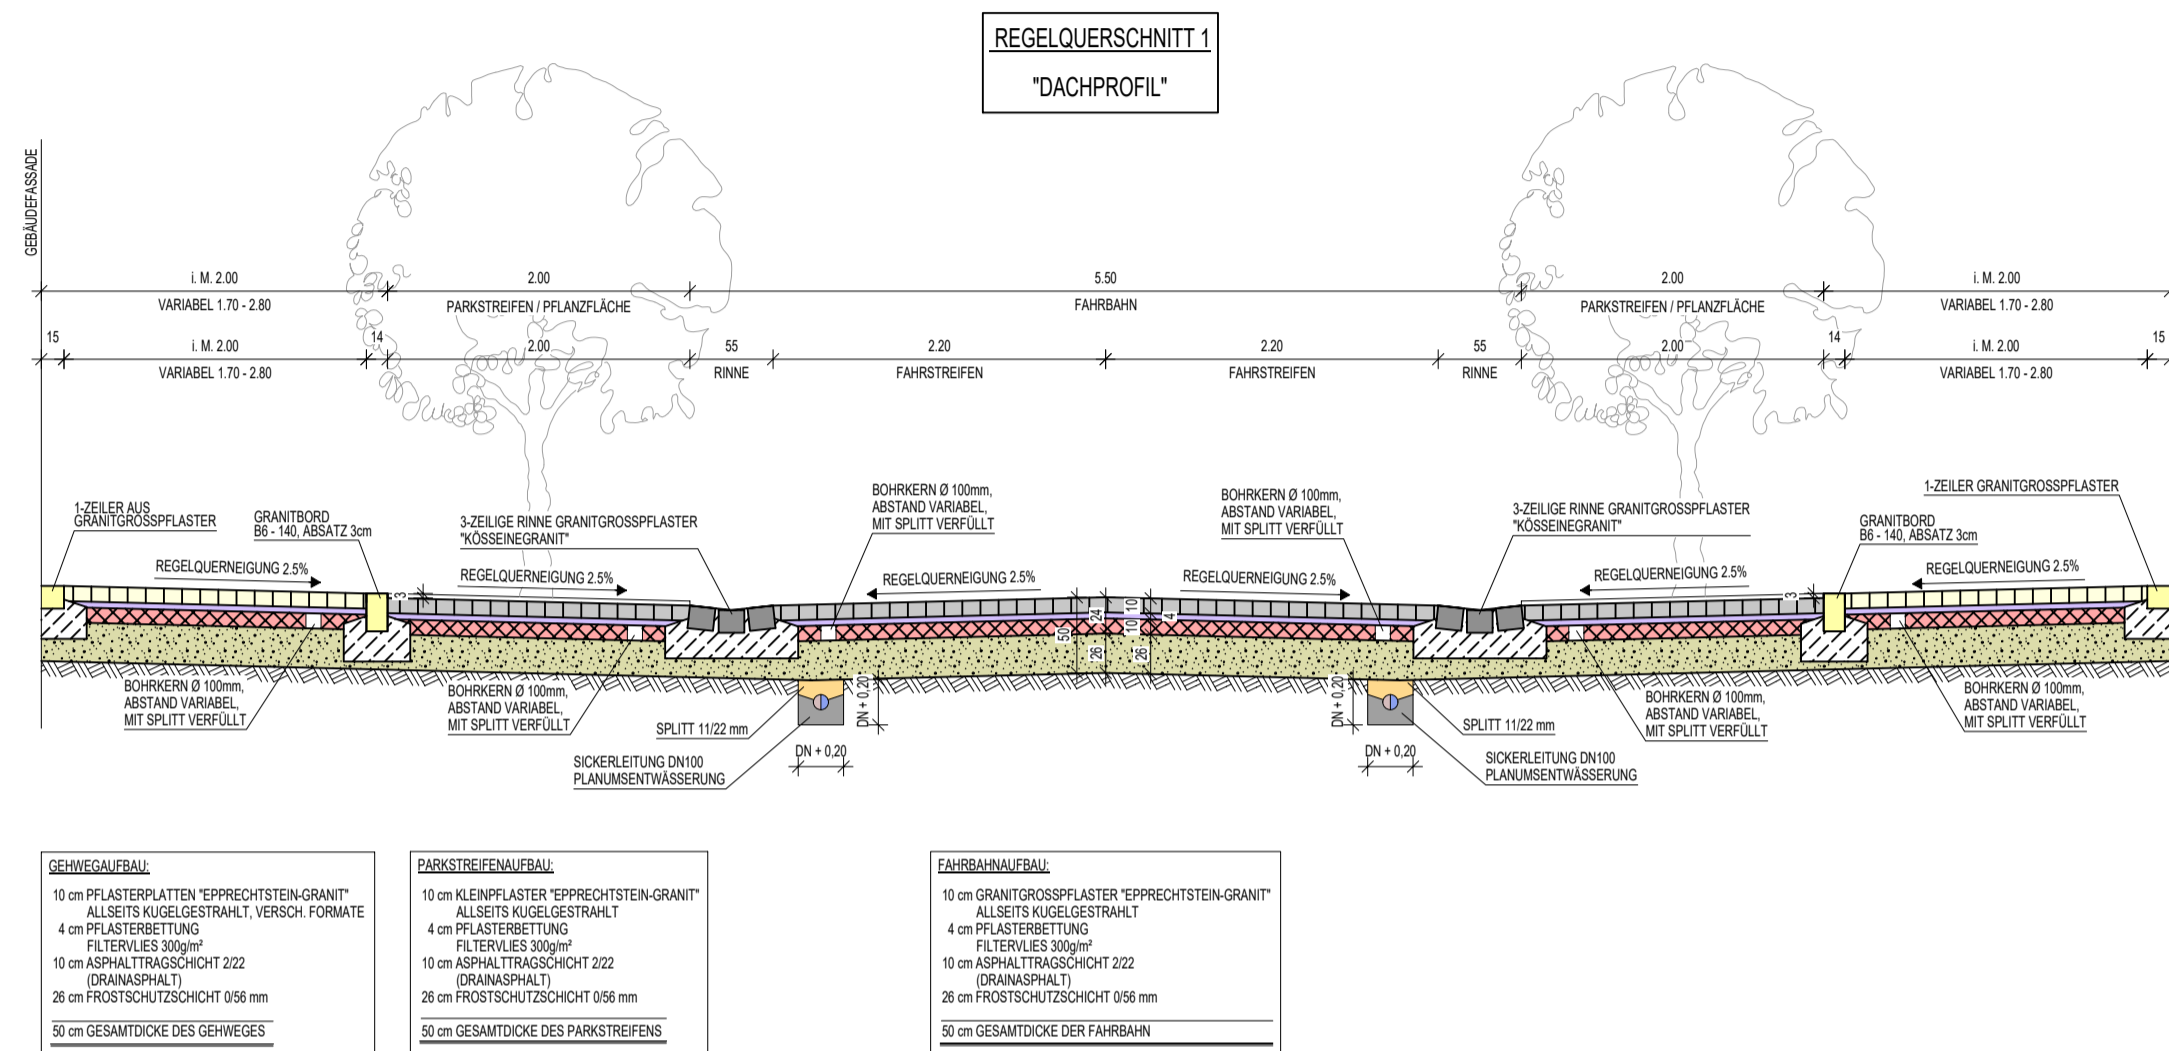 REGELQUERSCHNITT 1
"DACHPROFIL"
GEBÄUDEFASSADE
i. M. 2.00
2.00
5.50
2.00
i. M. 2.00
VARIABEL 1.70 - 2.80
PARKSTREIFEN / PFLANZFLÄCHE
FAHRBAHN
PARKSTREIFEN / PFLANZFLÄCHE
VARIABEL 1.70 - 2.80
15
i. M. 2.00
14
2.00
55
2.20
2.20
55
2.00
14
i. M. 2.00
15
VARIABEL 1.70 - 2.80
RINNE
FAHRSTREIFEN
FAHRSTREIFEN
RINNE
VARIABEL 1.70 - 2.80
1-ZEILER AUS
GRANITGROSSPFLASTER
GRANITBORD
B6 - 140, ABSATZ 3cm
3-ZEILIGE RINNE GRANITGROSSPFLASTER
"KÖSSEINEGRANIT"
BOHRKERN Ø 100mm,
ABSTAND VARIABEL,
MIT SPLITT VERFÜLLT
BOHRKERN Ø 100mm,
ABSTAND VARIABEL,
MIT SPLITT VERFÜLLT
3-ZEILIGE RINNE GRANITGROSSPFLASTER
"KÖSSEINEGRANIT"
GRANITBORD
B6 - 140, ABSATZ 3cm
1-ZEILER GRANITGROSSPFLASTER
REGELQUERNEIGUNG 2.5%
REGELQUERNEIGUNG 2.5%
REGELQUERNEIGUNG 2.5%
REGELQUERNEIGUNG 2.5%
REGELQUERNEIGUNG 2.5%
REGELQUERNEIGUNG 2.5%
3
50
24
26
10
10
4
26
3
BOHRKERN Ø 100mm,
ABSTAND VARIABEL,
MIT SPLITT VERFÜLLT
BOHRKERN Ø 100mm,
ABSTAND VARIABEL,
MIT SPLITT VERFÜLLT
SPLITT 11/22 mm
SICKERLEITUNG DN100
PLANUMSENTWÄSSERUNG
DN + 0,20
DN + 0,20
DN + 0,20
DN + 0,20
SPLITT 11/22 mm
SICKERLEITUNG DN100
PLANUMSENTWÄSSERUNG
BOHRKERN Ø 100mm,
ABSTAND VARIABEL,
MIT SPLITT VERFÜLLT
BOHRKERN Ø 100mm,
ABSTAND VARIABEL,
MIT SPLITT VERFÜLLT
GEHWEGAUFBAU:
10 cm PFLASTERPLATTEN "EPPRECHTSTEIN-GRANIT"
ALLSEITS KUGELGESTRAHLT, VERSCH. FORMATE
4 cm PFLASTERBETTUNG
FILTERVLIES 300g/m²
10 cm ASPHALTTRAGSCHICHT 2/22
(DRAINASPHALT)
26 cm FROSTSCHUTZSCHICHT 0/56 mm
50 cm GESAMTDICKE DES GEHWEGES
PARKSTREIFENAUFBAU:
10 cm KLEINPFLASTER "EPPRECHTSTEIN-GRANIT"
ALLSEITS KUGELGESTRAHLT
4 cm PFLASTERBETTUNG
FILTERVLIES 300g/m²
10 cm ASPHALTTRAGSCHICHT 2/22
(DRAINASPHALT)
26 cm FROSTSCHUTZSCHICHT 0/56 mm
50 cm GESAMTDICKE DES PARKSTREIFENS
FAHRBAHNAUFBAU:
10 cm GRANITGROSSPFLASTER "EPPRECHTSTEIN-GRANIT"
ALLSEITS KUGELGESTRAHLT
4 cm PFLASTERBETTUNG
FILTERVLIES 300g/m²
10 cm ASPHALTTRAGSCHICHT 2/22
(DRAINASPHALT)
26 cm FROSTSCHUTZSCHICHT 0/56 mm
50 cm GESAMTDICKE DER FAHRBAHN